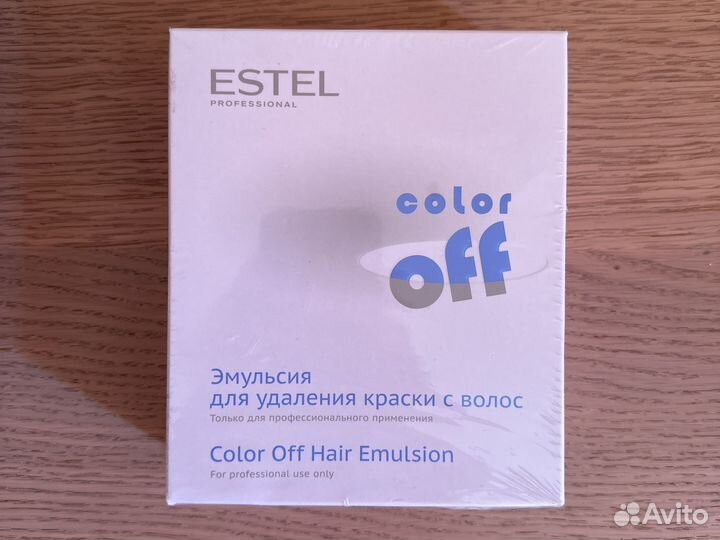 ESTEL
PROFESSIONAL
color
off
Эмульсия
для удаления краски с волос
Только для профессионального применения
Color Off Hair Emulsion
For professional use only
Avito